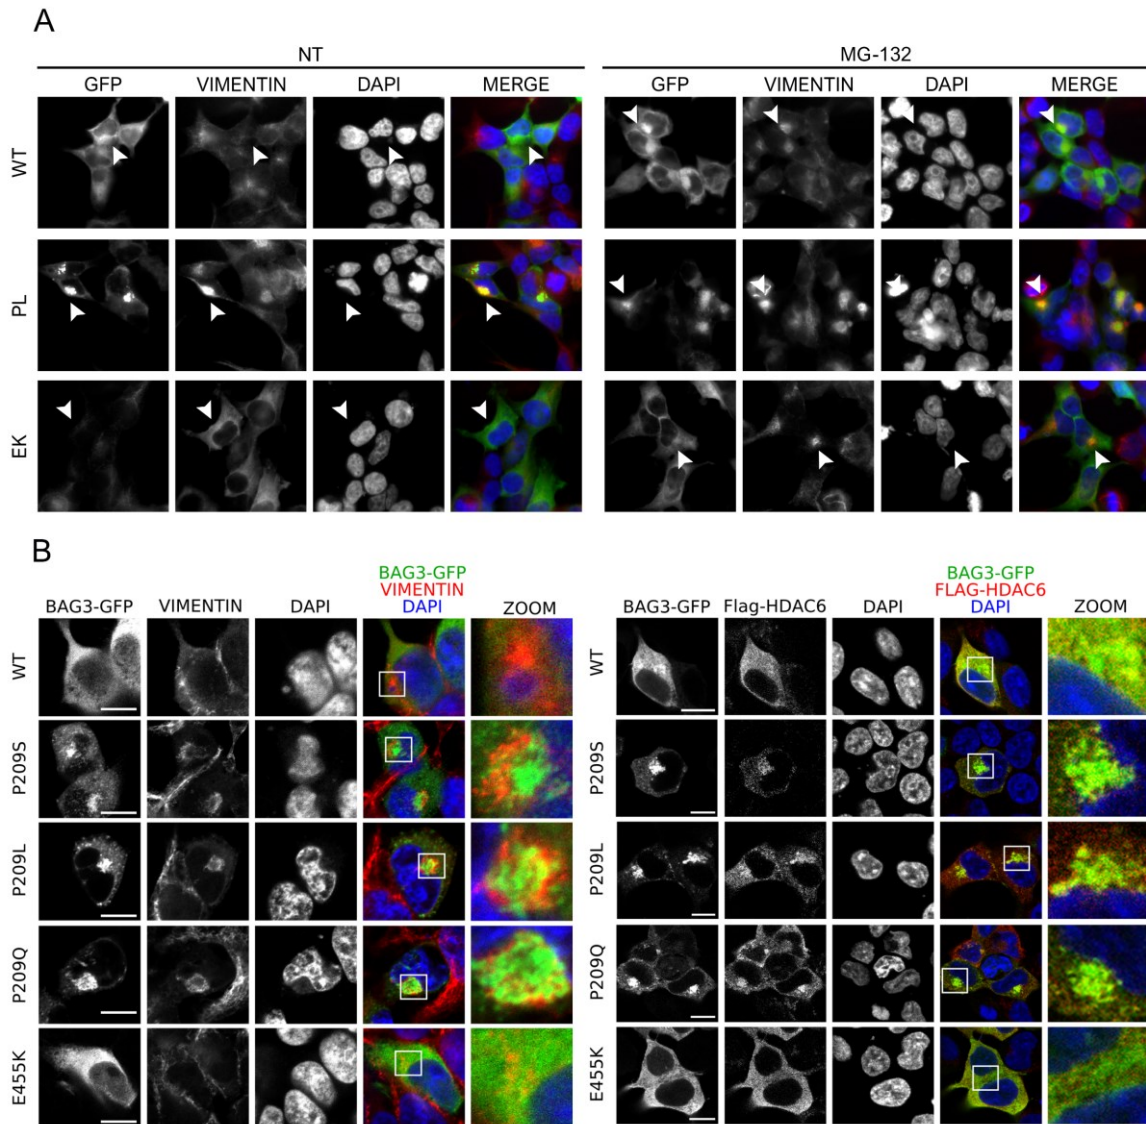 A
NT MG-132
GFP VIMENTIN DAPI MERGE GFP VIMENTIN DAPI MERGE
WT
PL
EK
B
BAG3-GFP BAG3-GFP
VIMENTIN FLAG-HDAC6
BAG3-GFP VIMENTIN DAPI DAPI ZOOM BAG3-GFP Flag-HDAC6 DAPI DAPI ZOOM
WT WT
P209S P209S
P209L P209L
P209Q P209Q
E455K E455K